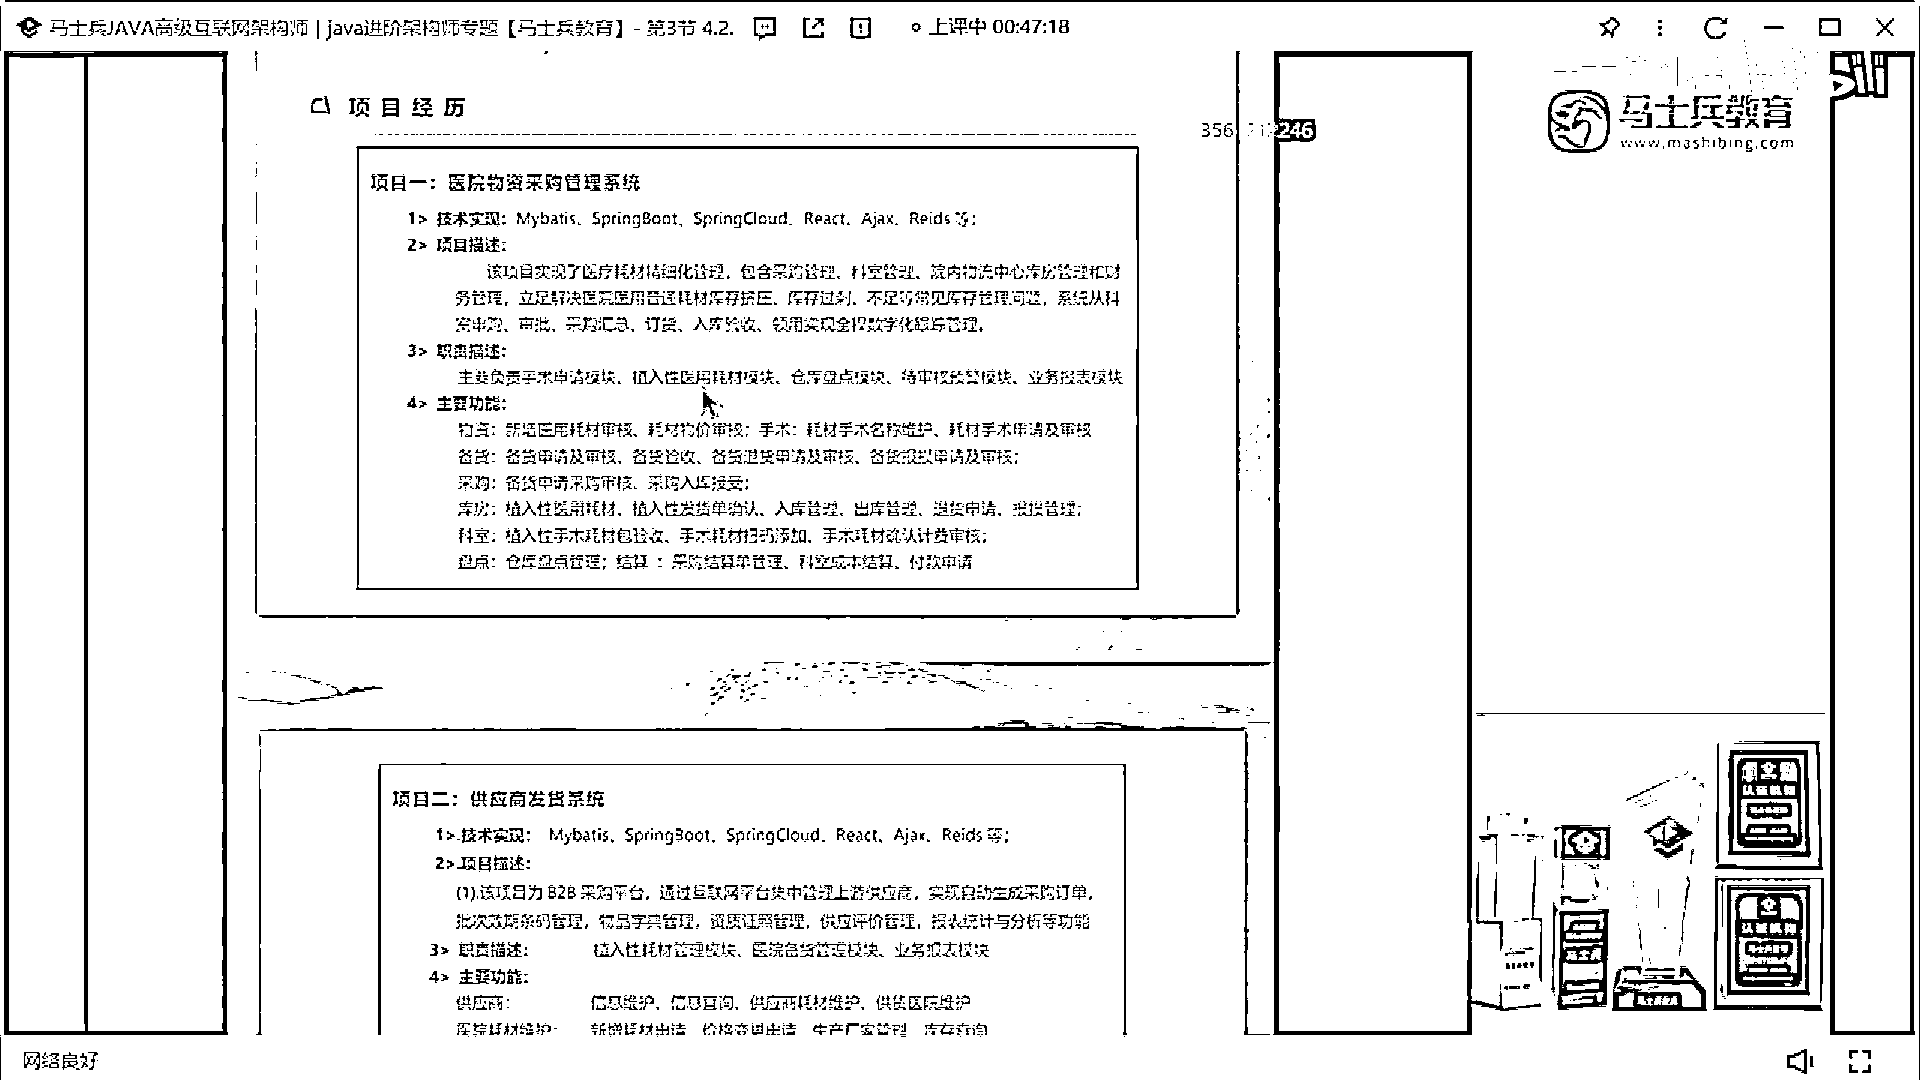 马士兵JAVA高级互联网架构师 | java进阶架构师专题【马士兵教育】- 第3节 4.2.
上课中 00:47:18
马士兵教育
www.mashibing.com
项目经历
356
246
项目一：医院物资采购管理系统
1> 技术实现：Mybatis、SpringBoot、SpringCloud、React、Ajax、Reids 等；
2> 项目描述：
该项目实现了医疗耗材精细化管理，包含采购管理、科室管理、院内物流中心库房管理和财
务管理，立足解决医院医用普通耗材库存挤压、库存过剩、不足等常见库存管理问题，系统从科
室申购、审批、采购汇总、订货、入库验收、领用实现全程数字化跟踪管理。
3> 职责描述：
主要负责手术申请模块、植入性医用耗材模块、仓库盘点模块、待审核预警模块、业务报表模块
4> 主要功能：
物资：新增医用耗材审核、耗材物价审核；手术：耗材手术名称维护、耗材手术申请及审核
备货：备货申请及审核、备货验收、备货退货申请及审核、备货报损申请及审核；
采购：备货申请采购审核、采购入库接受；
库房：植入性医用耗材、植入性发货单确认、入库管理、出库管理、退货申请、报损管理；
科室：植入性手术耗材包验收、手术耗材扫码添加、手术耗材确认计费审核；
盘点：仓库盘点管理；结算 ：采购结算单管理、科室成本结算、付款申请
项目二：供应商发货系统
1>.技术实现： Mybatis、SpringBoot、SpringCloud、React、Ajax、Reids 等；
2>.项目描述：
(1).该项目为 B2B 采购平台，通过互联网平台集中管理上游供应商，实现自动生成采购订单，
批次效期条码管理，物品字典管理，资质证照管理，供应评价管理，报表统计与分析等功能
3> 职责描述： 植入性耗材管理模块、医院备货管理模块、业务报表模块
4> 主要功能：
供应商： 信息维护、信息查询、供应商耗材维护、供货医院维护
医院耗材维护： 新增耗材申请、价格变更申请、生产厂家管理、库存查询
网络良好